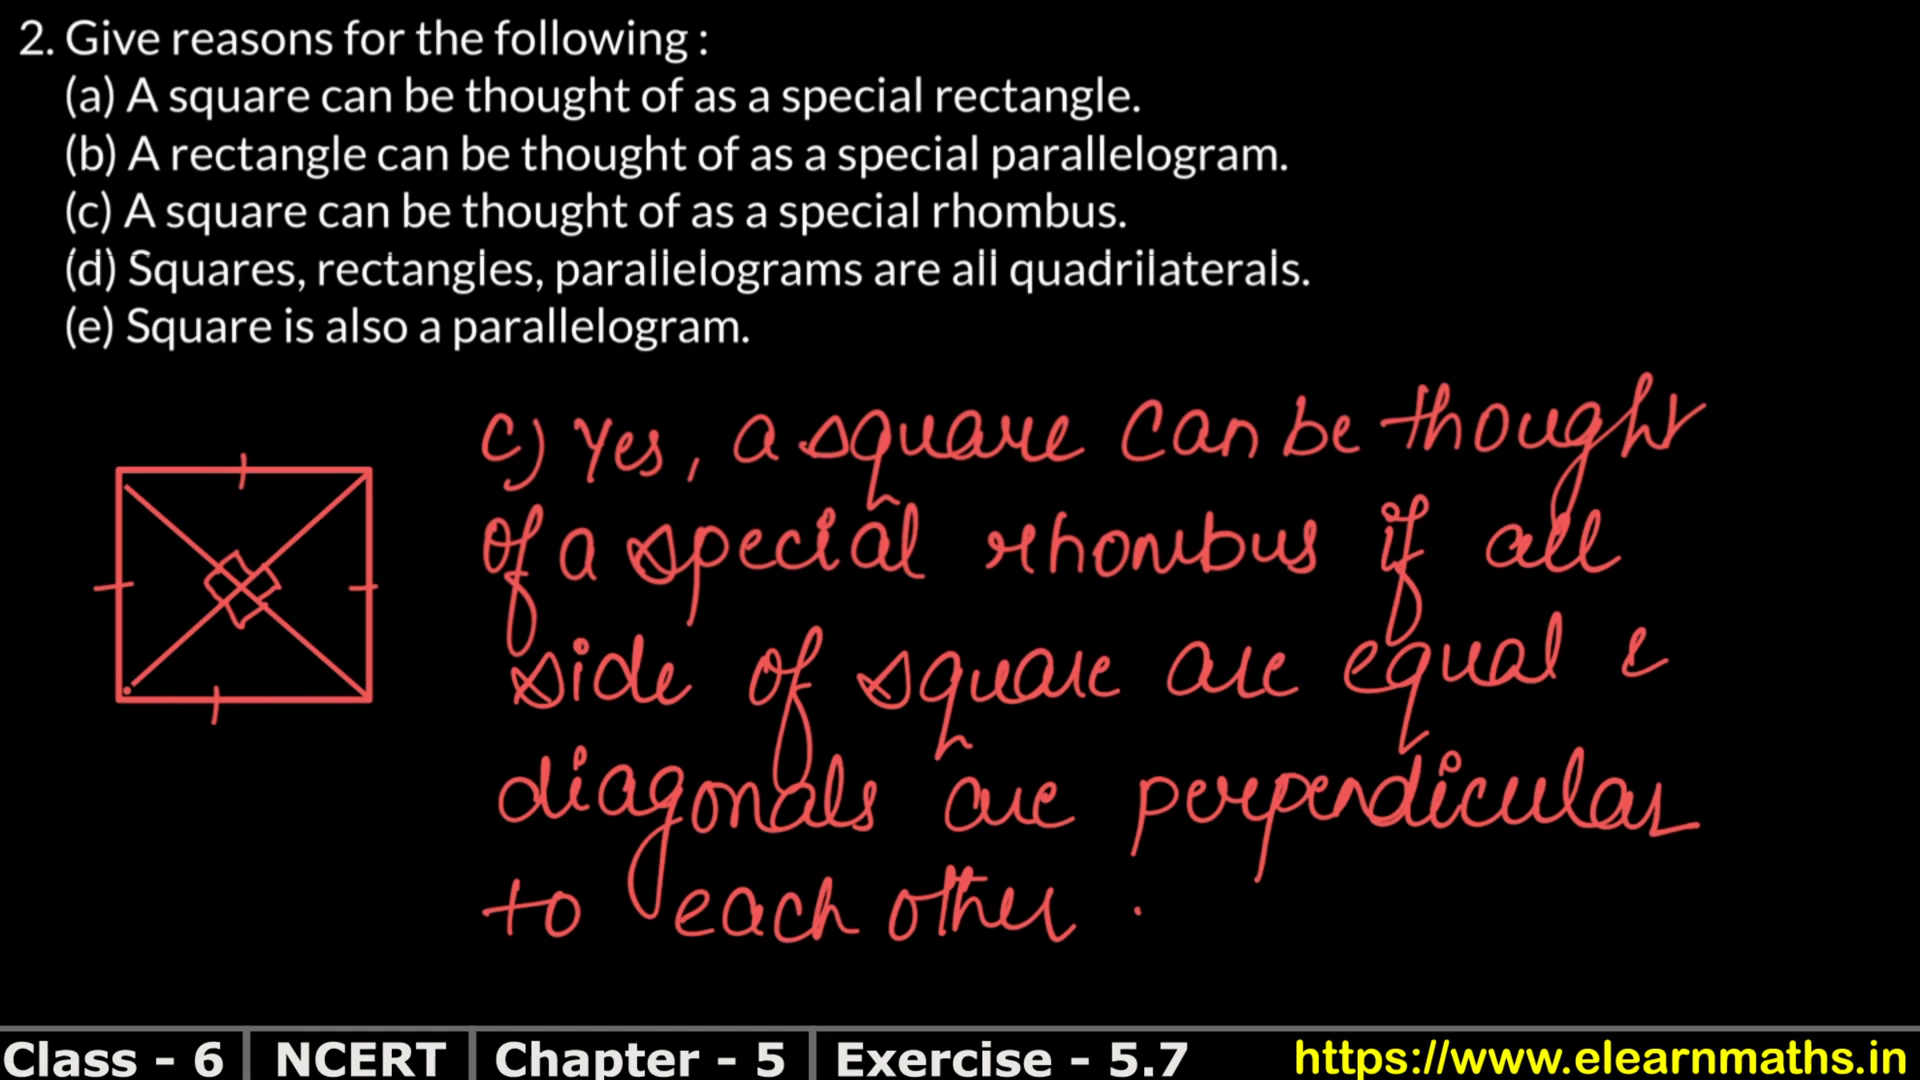 2. Give reasons for the following :
(a) A square can be thought of as a special rectangle.
(b) A rectangle can be thought of as a special parallelogram.
(c) A square can be thought of as a special rhombus.
(d) Squares, rectangles, parallelograms are all quadrilaterals.
(e) Square is also a parallelogram.
c) Yes, a square can be thought
of a special rhombus if all
side of square are equal &
diagonals are perpendicular
to each other .
Class - 6 NCERT Chapter - 5 Exercise - 5.7 https://www.elearnmaths.in